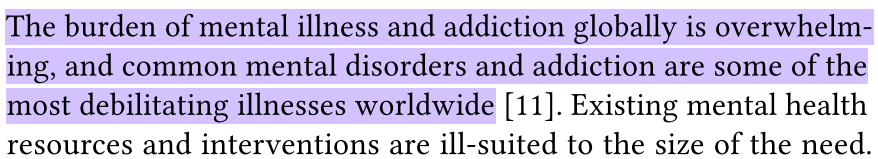 The burden of mental illness and addiction globally is overwhelm-
ing, and common mental disorders and addiction are some of the
most debilitating illnesses worldwide [11]. Existing mental health
resources and interventions are ill-suited to the size of the need.